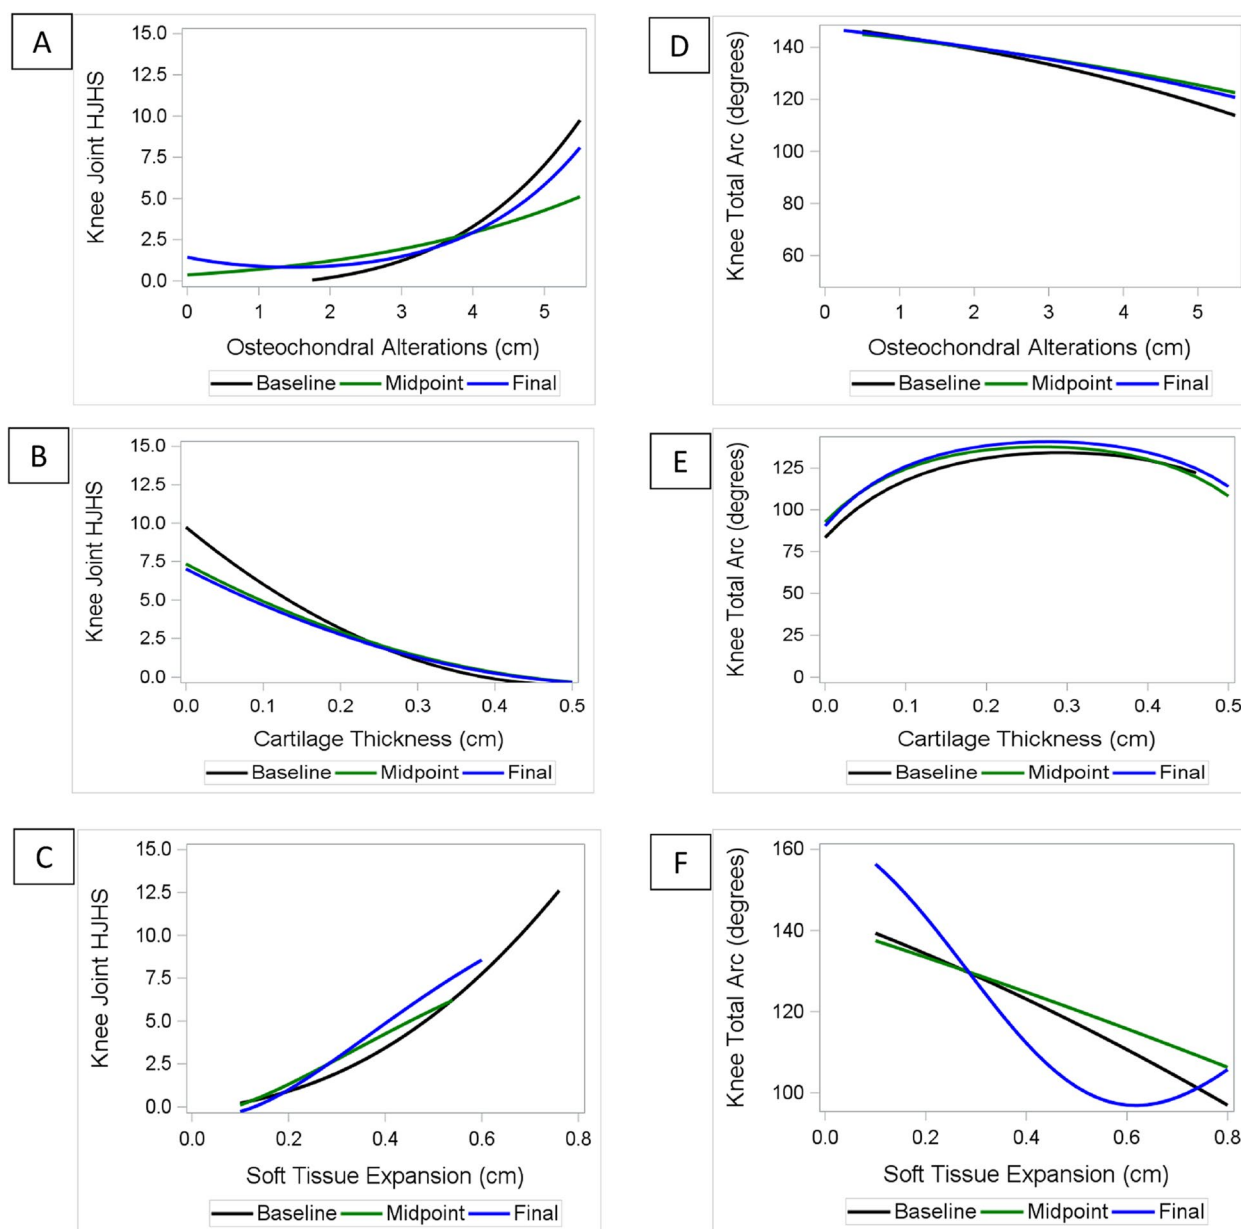 A
15.0
12.5
10.0
7.5
5.0
2.5
0.0
Knee Joint HJHS
0 1 2 3 4 5
Osteochondral Alterations (cm)
Baseline Midpoint Final
D
140
120
100
80
60
Knee Total Arc (degrees)
0 1 2 3 4 5
Osteochondral Alterations (cm)
Baseline Midpoint Final
B
15.0
12.5
10.0
7.5
5.0
2.5
0.0
Knee Joint HJHS
0.0 0.1 0.2 0.3 0.4 0.5
Cartilage Thickness (cm)
Baseline Midpoint Final
E
125
100
75
50
25
0
Knee Total Arc (degrees)
0.0 0.1 0.2 0.3 0.4 0.5
Cartilage Thickness (cm)
Baseline Midpoint Final
C
15.0
12.5
10.0
7.5
5.0
2.5
0.0
Knee Joint HJHS
0.0 0.2 0.4 0.6 0.8
Soft Tissue Expansion (cm)
Baseline Midpoint Final
F
160
140
120
100
Knee Total Arc (degrees)
0.0 0.2 0.4 0.6 0.8
Soft Tissue Expansion (cm)
Baseline Midpoint Final